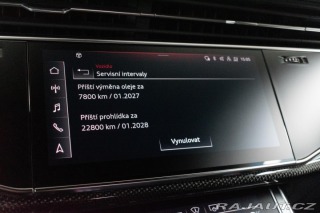 Vozidlo
Servisní intervaly
Příští výměna oleje za
7800 km / 01.2027
Příští prohlídka za
22800 km / 01.2028
Vynulovat
RAJAUT.CZ